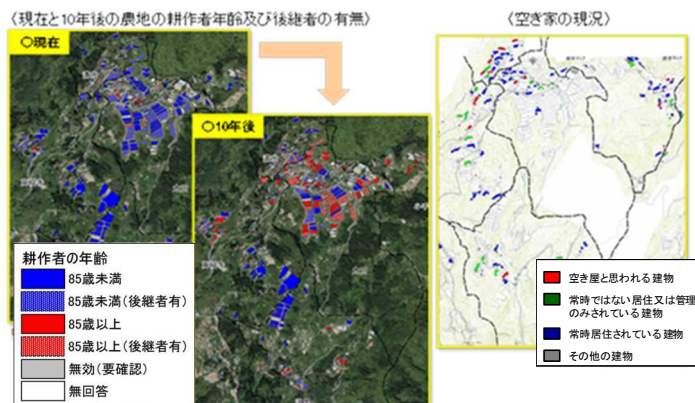 〈現在と10年後の農地の耕作者年齢及び後継者の有無〉
〈空き家の現況〉
〇現在
〇10年後
耕作者の年齢
85歳未満
85歳未満(後継者有)
85歳以上
85歳以上(後継者有)
無効(要確認)
無回答
空き屋と思われる建物
常時ではない居住又は管理
のみされている建物
常時居住されている建物
その他の建物